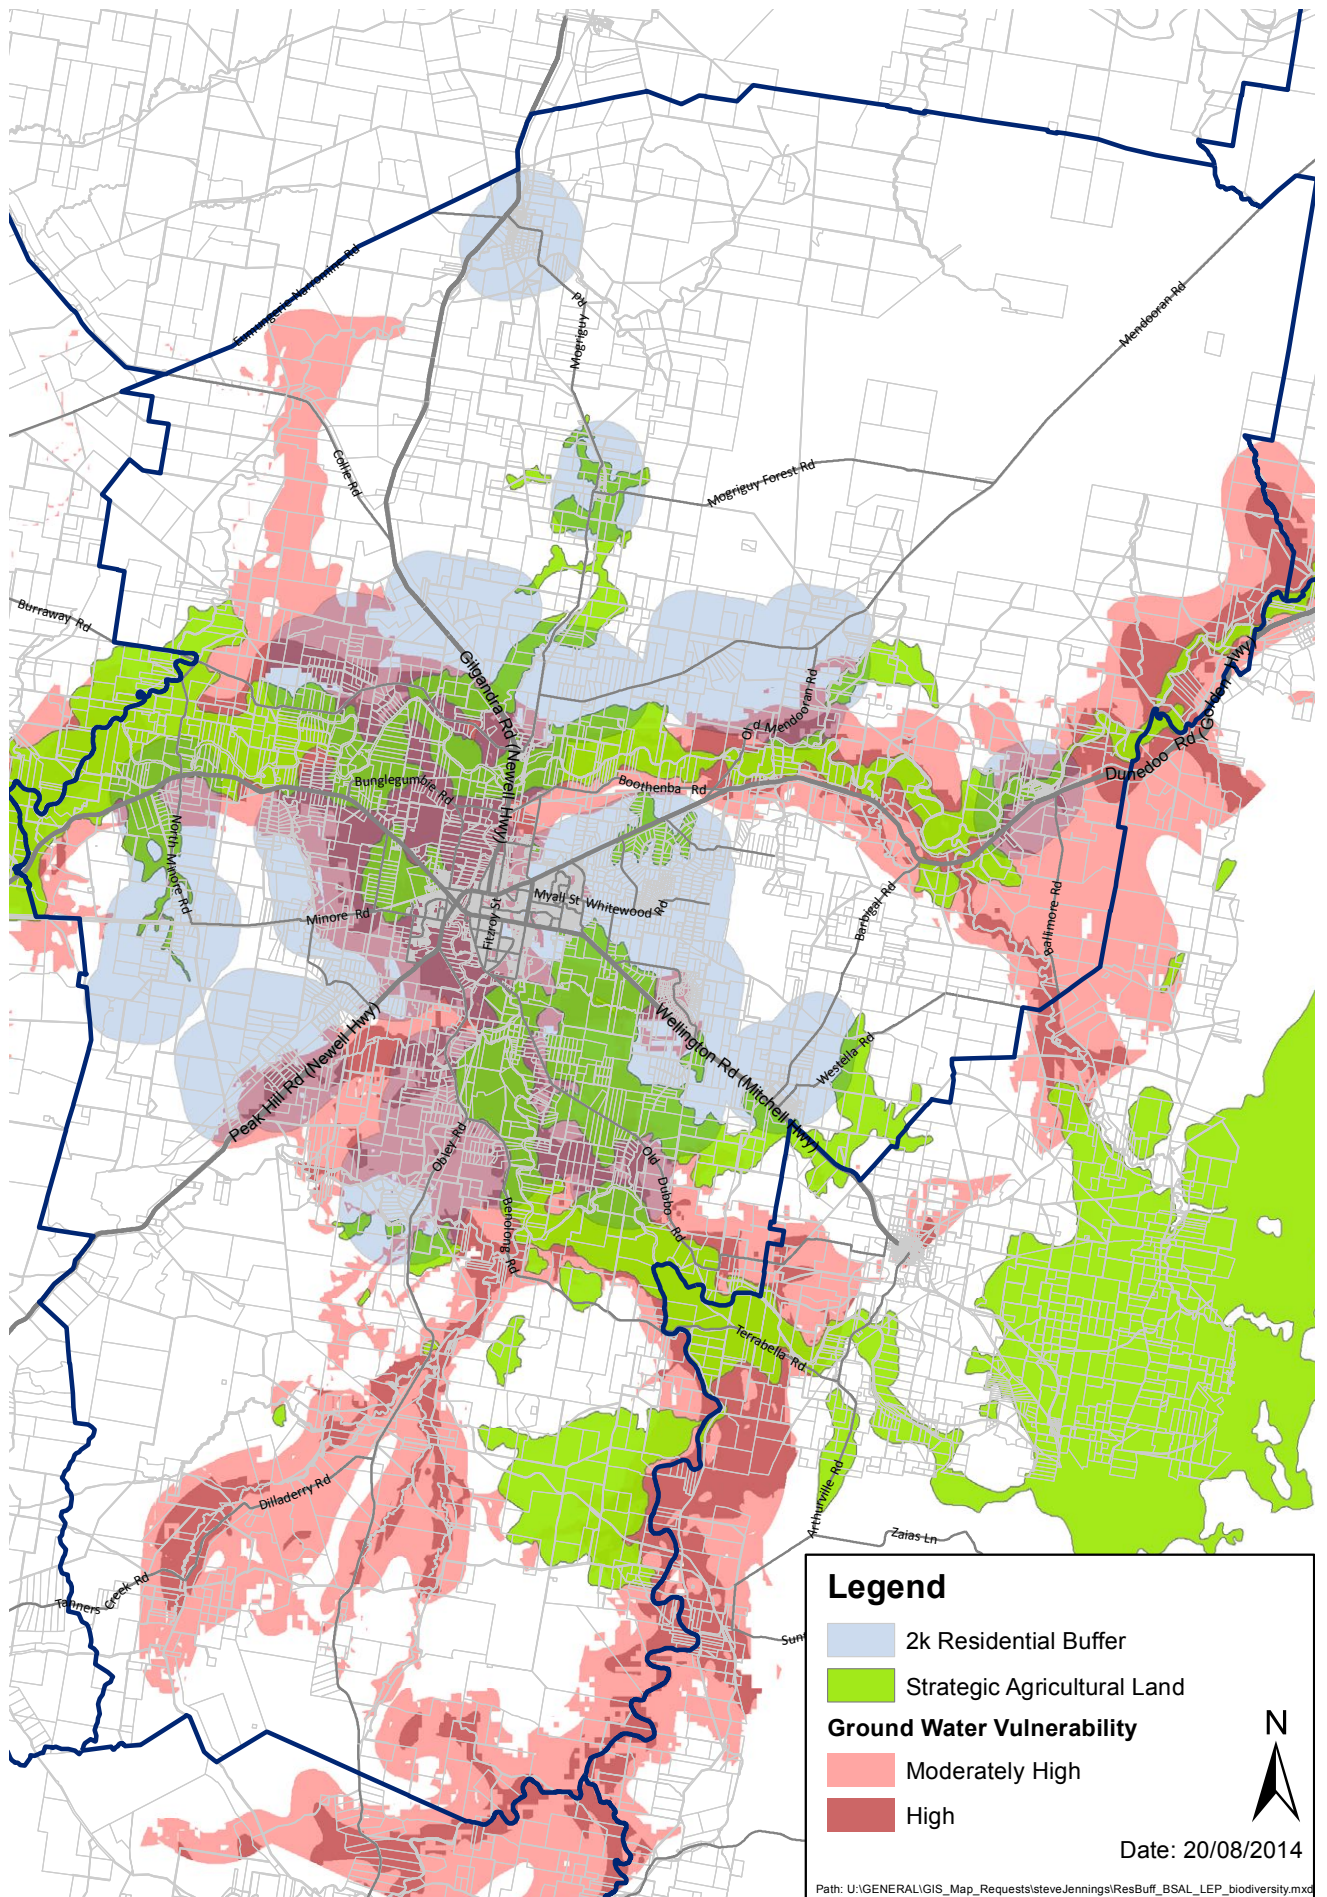 Eumungerie Narromine Rd
Mogriguy Rd
Mendooran Rd
Collie Rd
Mogriguy Forest Rd
Burraway Rd
Gilgandra Rd (Newell Hwy)
Old Mendooran Rd
Dunedoo Rd (Golden Hwy)
Bunglegumbie Rd
Boothenba Rd
North Minore Rd
Minore Rd
Fitzroy St
Myall St Whitewood Rd
Barbigal Rd
Ballimore Rd
Peak Hill Rd (Newell Hwy)
Wellington Rd (Mitchell Hwy)
Westella Rd
Obley Rd
Old Dubbo Rd
Benolong Rd
Terrabella Rd
Arthurville Rd
Dilladerry Rd
Zaias Ln
Tanners Creek Rd
Legend
2k Residential Buffer
Strategic Agricultural Land
Ground Water Vulnerability
N
Moderately High
High
Date: 20/08/2014
Path: U:\GENERAL\GIS_Map_Requests\steveJennings\ResBuff_BSAL_LEP_biodiversity.mxd